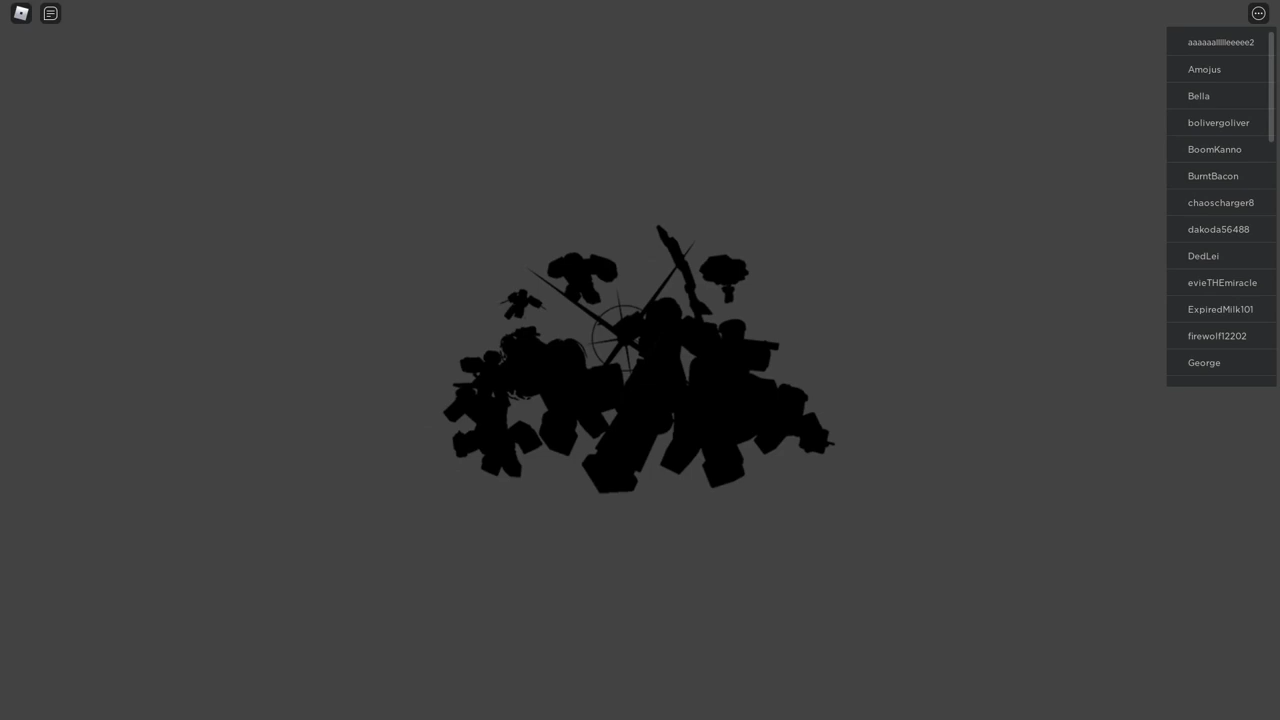 aaaaaallllleeeee2
Amojus
Bella
bolivergoliver
BoomKanno
BurntBacon
chaoscharger8
dakoda56488
DedLei
evieTHEmiracle
ExpiredMilk101
firewolf12202
George